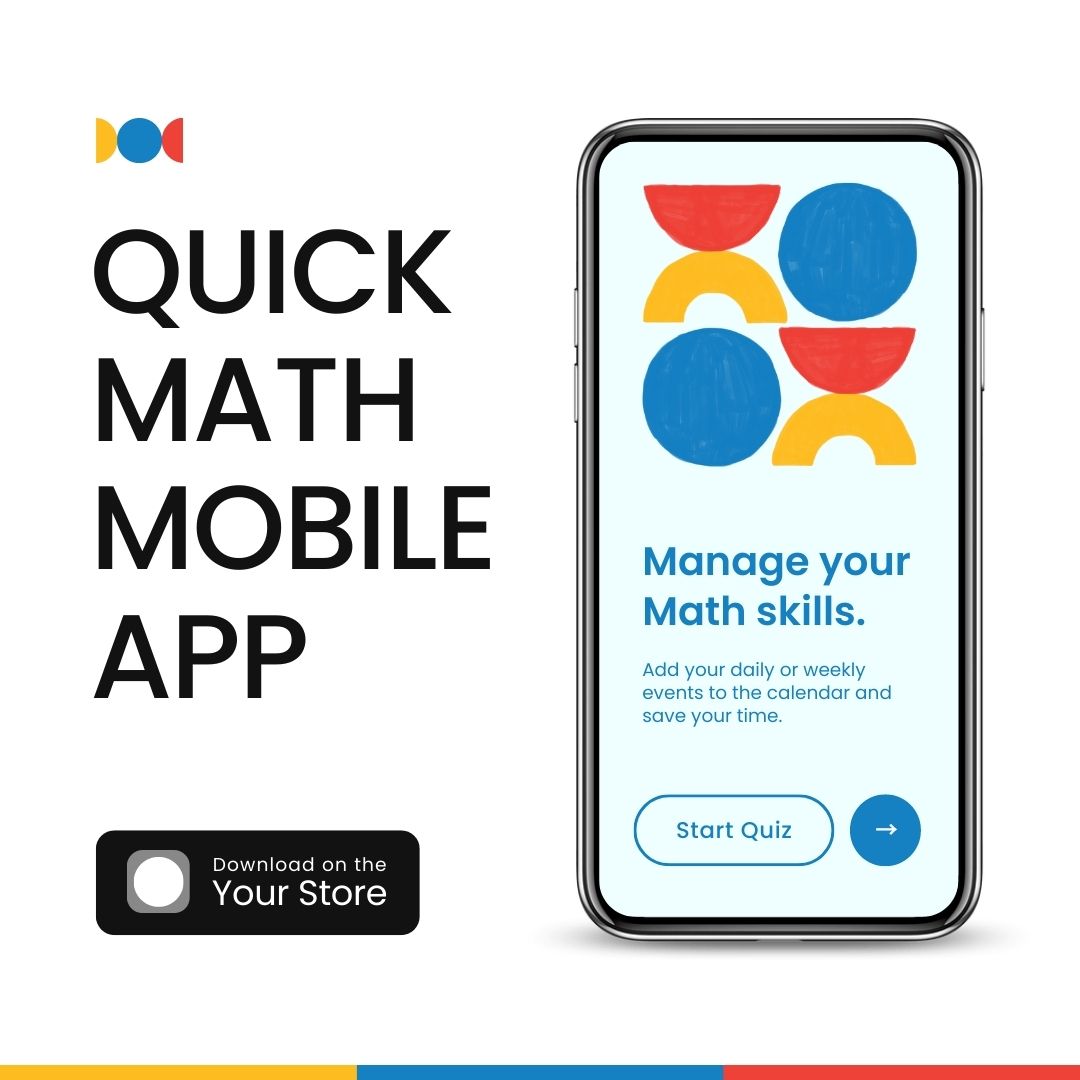 QUICK
MATH
MOBILE
APP
Download on the
Your Store
Manage your
Math skills.
Add your daily or weekly
events to the calendar and
save your time.
Start Quiz →